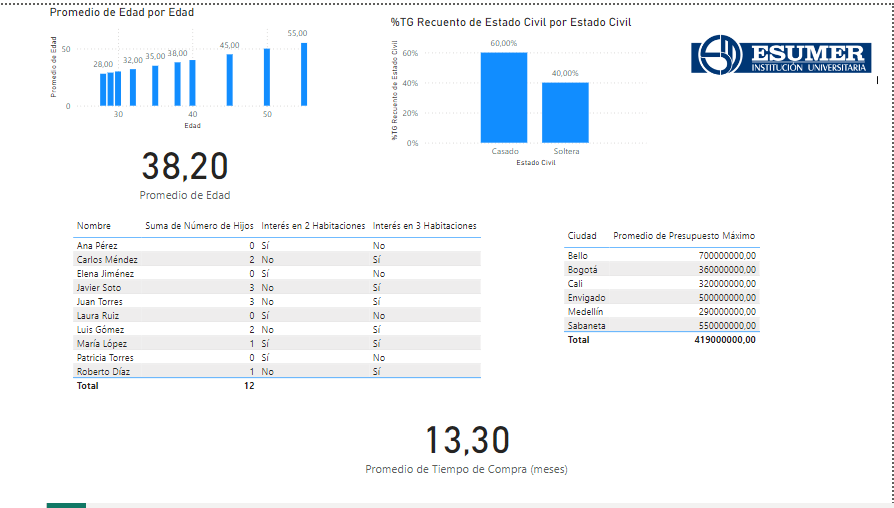 Promedio de Edad por Edad
Promedio de Edad
50
0
28,00 32,00 35,00 38,00 45,00 55,00
30 40 50
Edad
%TG Recuento de Estado Civil por Estado Civil
%TG Recuento de Estado Civil
60%
40%
20%
0%
60,00%
40,00%
Casado Soltera
Estado Civil
ESUMER
INSTITUCIÓN UNIVERSITARIA
38,20
Promedio de Edad
Nombre Suma de Número de Hijos Interés en 2 Habitaciones Interés en 3 Habitaciones
Ana Pérez 0 Sí No
Carlos Méndez 2 No Sí
Elena Jiménez 0 Sí No
Javier Soto 3 No Sí
Juan Torres 3 No Sí
Laura Ruiz 0 Sí No
Luis Gómez 2 No Sí
María López 1 Sí Sí
Patricia Torres 0 Sí No
Roberto Díaz 1 No Sí
Total 12
Ciudad Promedio de Presupuesto Máximo
Bello 700000000,00
Bogotá 360000000,00
Cali 320000000,00
Envigado 500000000,00
Medellín 290000000,00
Sabaneta 550000000,00
Total 419000000,00
13,30
Promedio de Tiempo de Compra (meses)